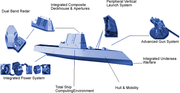 Dual Band Radar
Integrated Composite
Deckhouse & Apertures
Peripheral Vertical
Launch System
Advanced Gun System
Integrated Undersea
Warfare
Integrated Power System
Total Ship
Computing Environment
Hull & Mobility